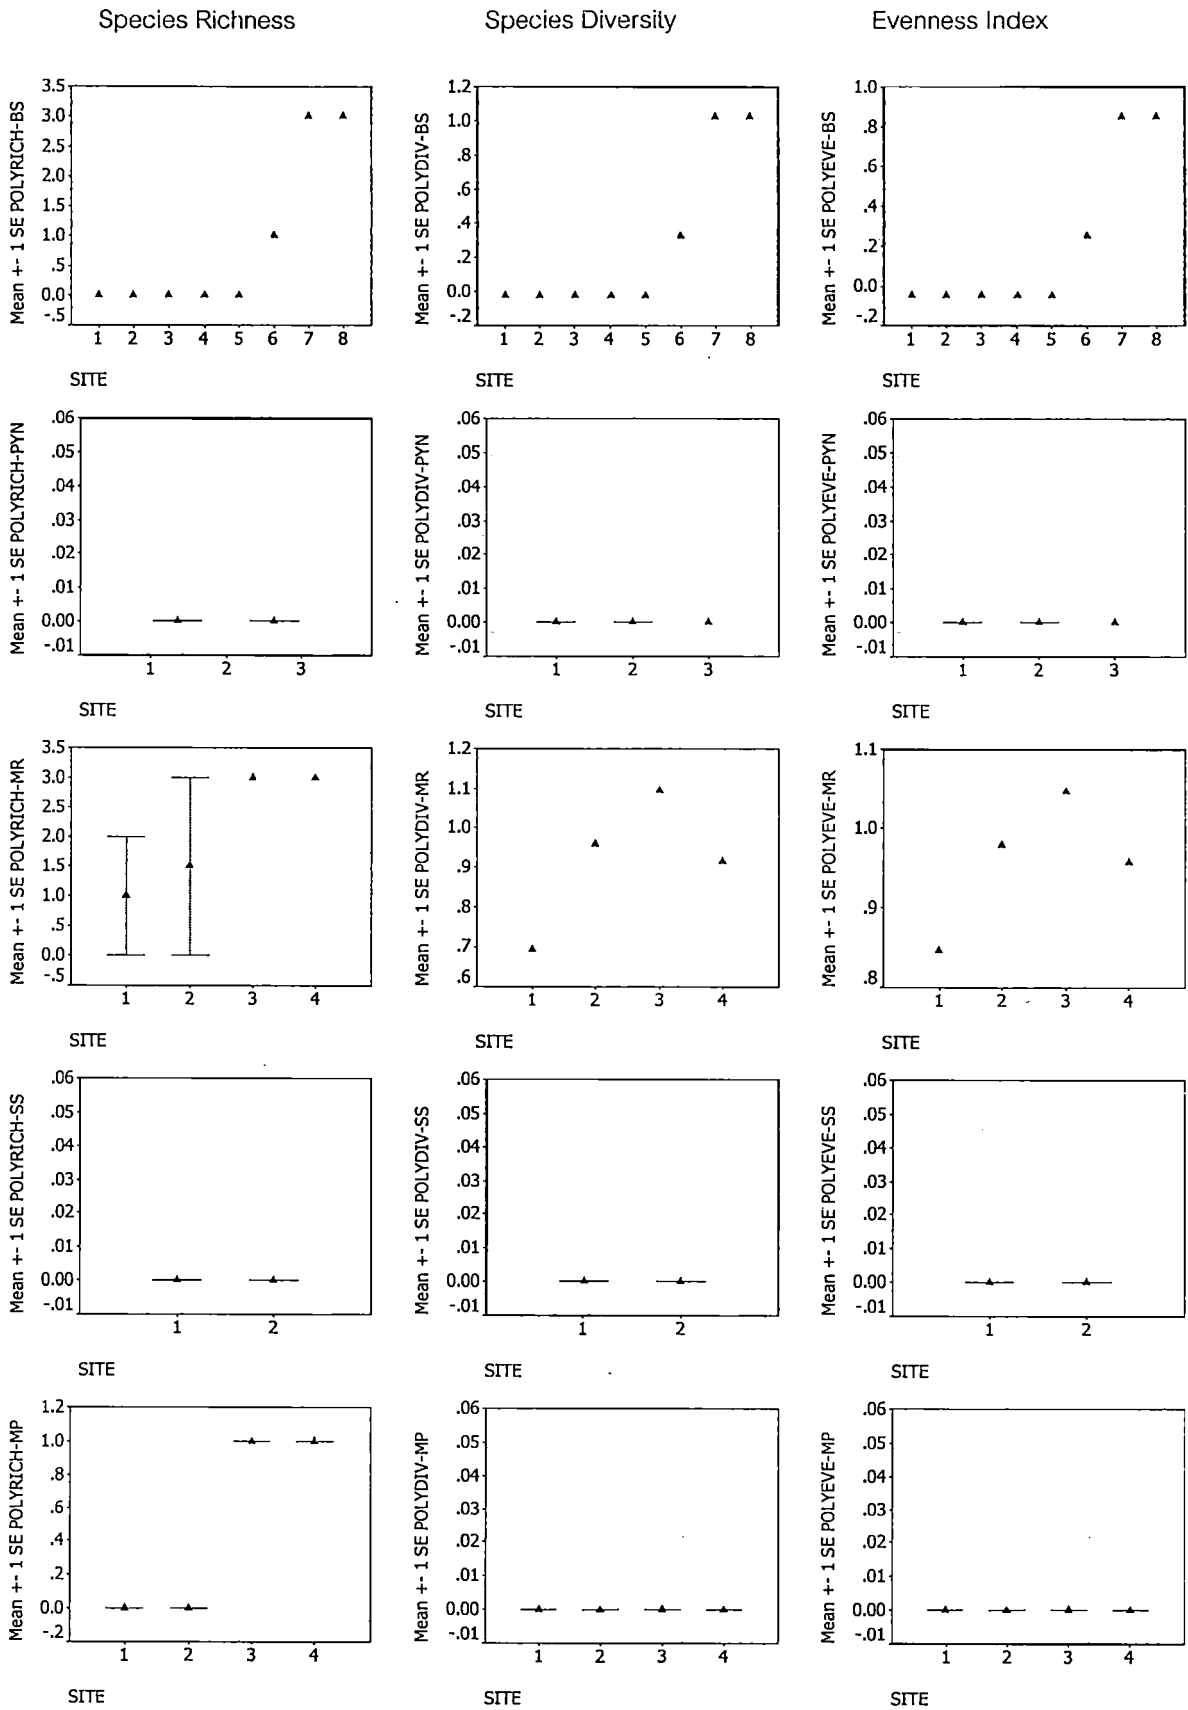 Species Richness
Species Diversity
Evenness Index
Mean +- 1 SE POLYRICH-BS
3.5
3.0
2.5
2.0
1.5
1.0
.5
0.0
-.5
1 2 3 4 5 6 7 8
SITE
Mean +- 1 SE POLYDIV-BS
1.2
1.0
.8
.6
.4
.2
0.0
-.2
1 2 3 4 5 6 7 8
SITE
Mean +- 1 SE POLYEVE-BS
1.0
.8
.6
.4
.2
0.0
-.2
1 2 3 4 5 6 7 8
SITE
Mean +- 1 SE POLYRICH-PYN
.06
.05
.04
.03
.02
.01
0.00
-.01
1 2 3
SITE
Mean +- 1 SE POLYDIV-PYN
.06
.05
.04
.03
.02
.01
0.00
-.01
1 2 3
SITE
Mean +- 1 SE POLYEVE-PYN
.06
.05
.04
.03
.02
.01
0.00
-.01
1 2 3
SITE
Mean +- 1 SE POLYRICH-MR
3.5
3.0
2.5
2.0
1.5
1.0
.5
0.0
-.5
1 2 3 4
SITE
Mean +- 1 SE POLYDIV-MR
1.2
1.1
1.0
.9
.8
.7
.6
1 2 3 4
SITE
Mean +- 1 SE POLYEVE-MR
1.1
1.0
.9
.8
1 2 3 4
SITE
Mean +- 1 SE POLYRICH-SS
.06
.05
.04
.03
.02
.01
0.00
-.01
1 2
SITE
Mean +- 1 SE POLYDIV-SS
.06
.05
.04
.03
.02
.01
0.00
-.01
1 2
SITE
Mean +- 1 SE POLYEVE-SS
.06
.05
.04
.03
.02
.01
0.00
-.01
1 2
SITE
Mean +- 1 SE POLYRICH-MP
1.2
1.0
.8
.6
.4
.2
0.0
-.2
1 2 3 4
SITE
Mean +- 1 SE POLYDIV-MP
.06
.05
.04
.03
.02
.01
0.00
-.01
1 2 3 4
SITE
Mean +- 1 SE POLYEVE-MP
.06
.05
.04
.03
.02
.01
0.00
-.01
1 2 3 4
SITE